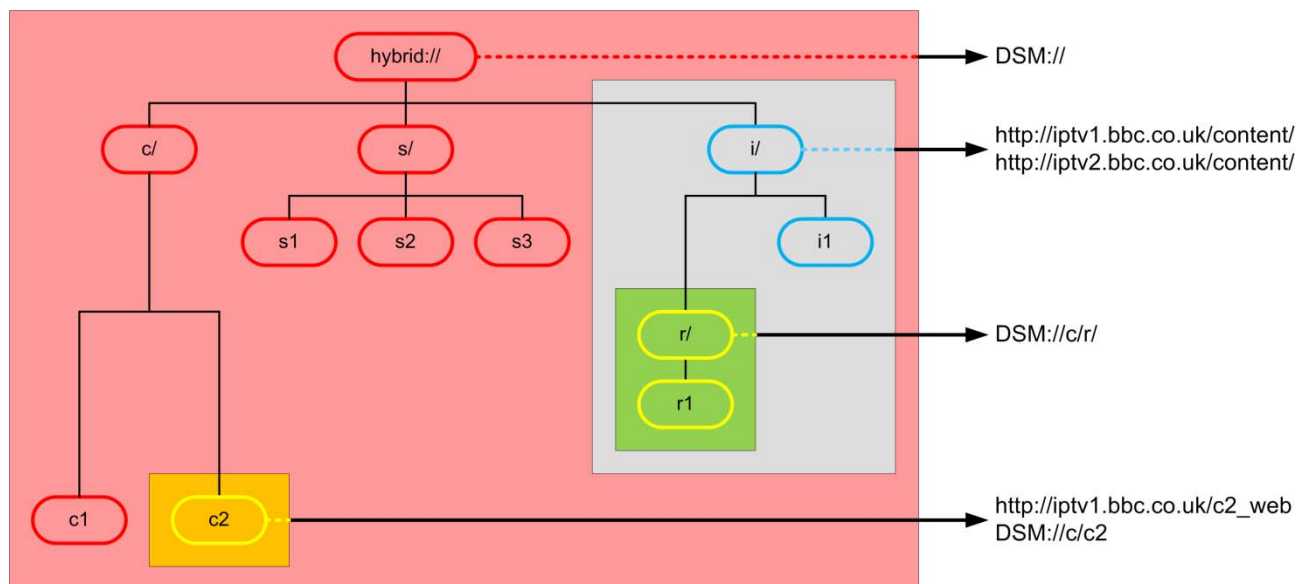 hybrid://
DSM://
c/
s/
i/
http://iptv1.bbc.co.uk/content/
http://iptv2.bbc.co.uk/content/
s1
s2
s3
i1
r/
DSM://c/r/
r1
c1
c2
http://iptv1.bbc.co.uk/c2_web
DSM://c/c2